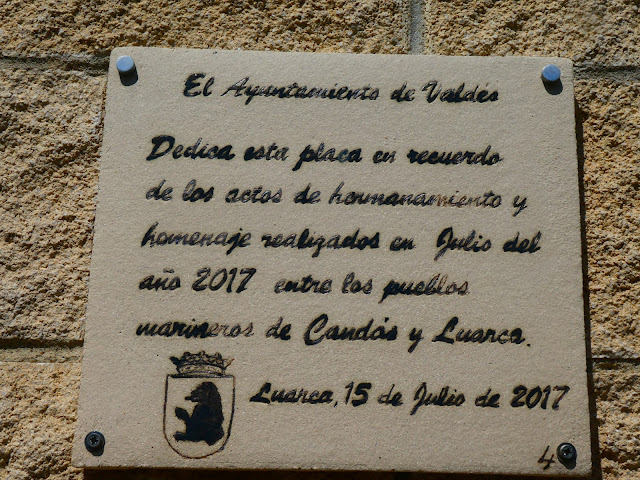 El Ayuntamiento de Valdés
Dedica esta placa en recuerdo
de los actos de hermanamiento y
homenaje realizados en Julio del
año 2017 entre los pueblos
marineros de Candás y Luarca.
Luarca, 15 de Julio de 2017
4